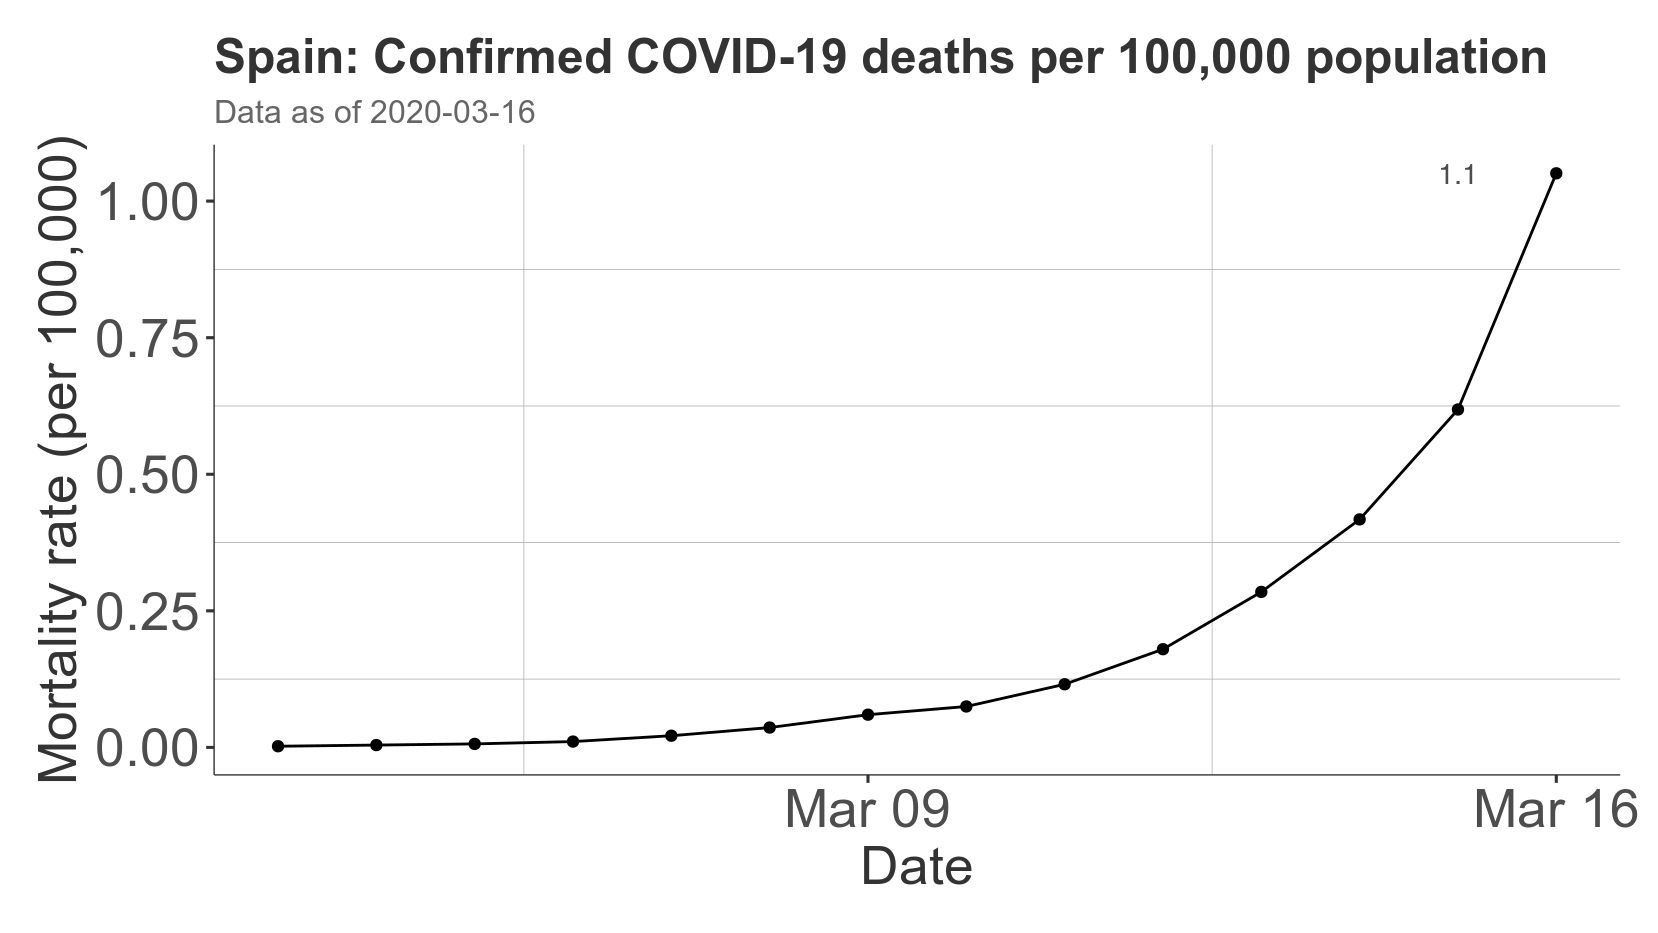 Spain: Confirmed COVID-19 deaths per 100,000 population
Data as of 2020-03-16
Mortality rate (per 100,000)
1.00
0.75
0.50
0.25
0.00
1.1
Mar 09
Mar 16
Date